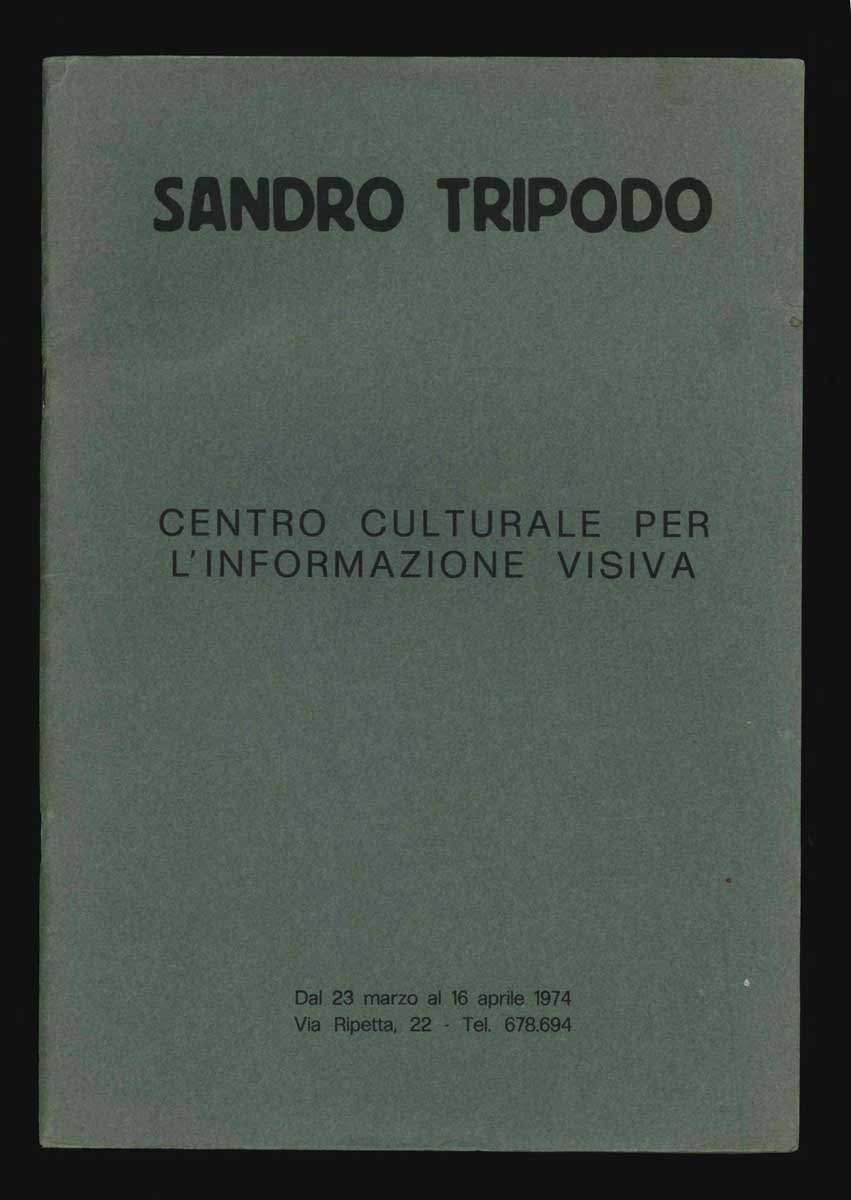 SANDRO TRIPODO
CENTRO CULTURALE PER
L'INFORMAZIONE VISIVA
Dal 23 marzo al 16 aprile 1974
Via Ripetta, 22 - Tel. 678.694